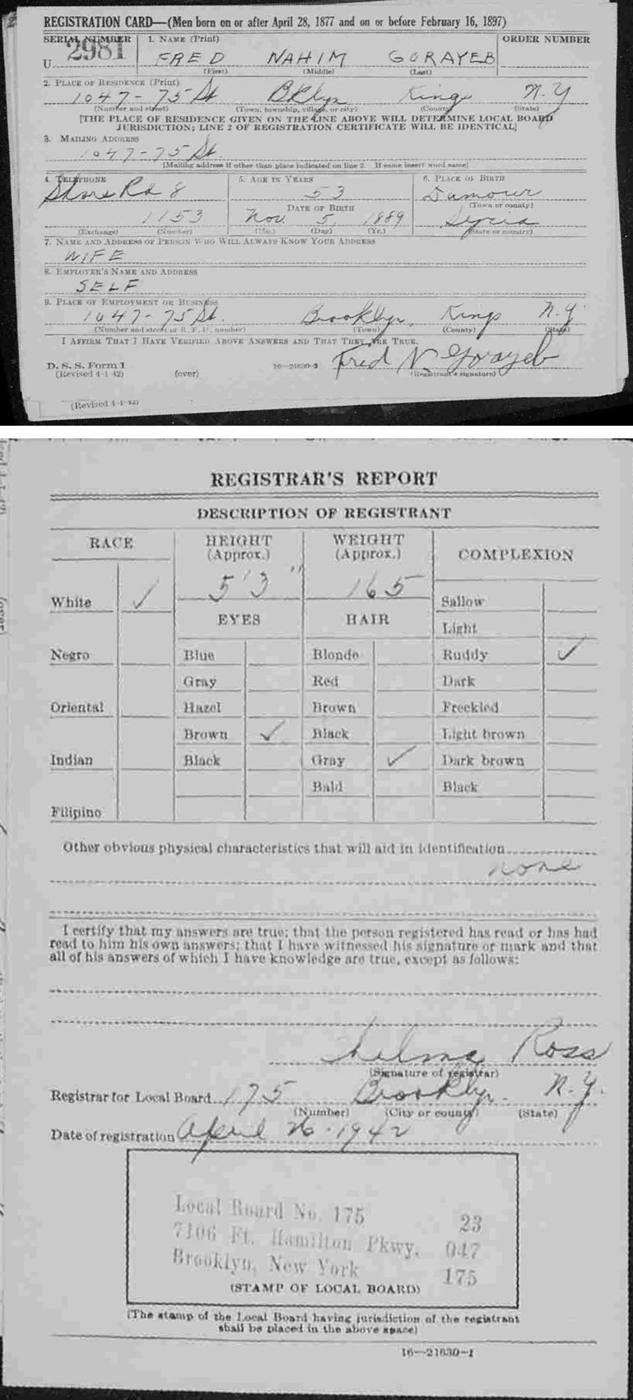 REGISTRATION CARD—(Men born on or after April 28, 1877 and on or before February 16, 1897)
SERIAL NUMBER 1. NAME (Print) ORDER NUMBER
U 2981 FRED NAHIM GORAYEB
(First) (Middle) (Last)
2. PLACE OF RESIDENCE (Print)
1047-75 St Bklyn Kings N.Y
(Number and street) (Town, township, village, or city) (County) (State)
[THE PLACE OF RESIDENCE GIVEN ON THE LINE ABOVE WILL DETERMINE LOCAL BOARD
JURISDICTION; LINE 2 OF REGISTRATION CERTIFICATE WILL BE IDENTICAL]
3. MAILING ADDRESS
1047-75 St.
[Mailing address if other than place indicated on line 2. If same insert word same]
4. TELEPHONE 5. AGE IN YEARS 6. PLACE OF BIRTH
Shore Rd 8 53 Damour
DATE OF BIRTH (Town or county)
1153 Nov. 5, 1889 Syria
(Exchange) (Number) (Mo.) (Day) (Yr.) (State or country)
7. NAME AND ADDRESS OF PERSON WHO WILL ALWAYS KNOW YOUR ADDRESS
WIFE
8. EMPLOYER'S NAME AND ADDRESS
SELF
9. PLACE OF EMPLOYMENT OR BUSINESS
1047-75 St. Brooklyn, Kings N.Y.
(Number and street or R. F. D. number) (Town) (County) (State)
I AFFIRM THAT I HAVE VERIFIED ABOVE ANSWERS AND THAT THEY ARE TRUE.
D. S. S. Form 1 Fred N. Gorayeb
(Revised 4-1-42) (over) 16—21630-2 (Registrant's signature)
(Revised 4-1-42)
REGISTRAR'S REPORT
DESCRIPTION OF REGISTRANT
RACE HEIGHT (Approx.) WEIGHT (Approx.) COMPLEXION
5'3" 165
White ✓ Sallow
EYES HAIR Light
Negro Blue Blonde Ruddy ✓
Gray Red Dark
Oriental Hazel Brown Freckled
Brown ✓ Black Light brown
Indian Black Gray ✓ Dark brown
Bald Black
Filipino
Other obvious physical characteristics that will aid in identification
none
I certify that my answers are true; that the person registered has read or has had
read to him his own answers; that I have witnessed his signature or mark and that
all of his answers of which I have knowledge are true, except as follows:
Thelma Ross
(Signature of registrar)
Registrar for Local Board 175 Brooklyn. N.Y.
(Number) (City or county) (State)
Date of registration April 26-1942
Local Board No. 175 23
7106 Ft. Hamilton Pkwy. 047
Brooklyn, New York 175
(STAMP OF LOCAL BOARD)
(The stamp of the Local Board having jurisdiction of the registrant
shall be placed in the above space)
16—21630-1